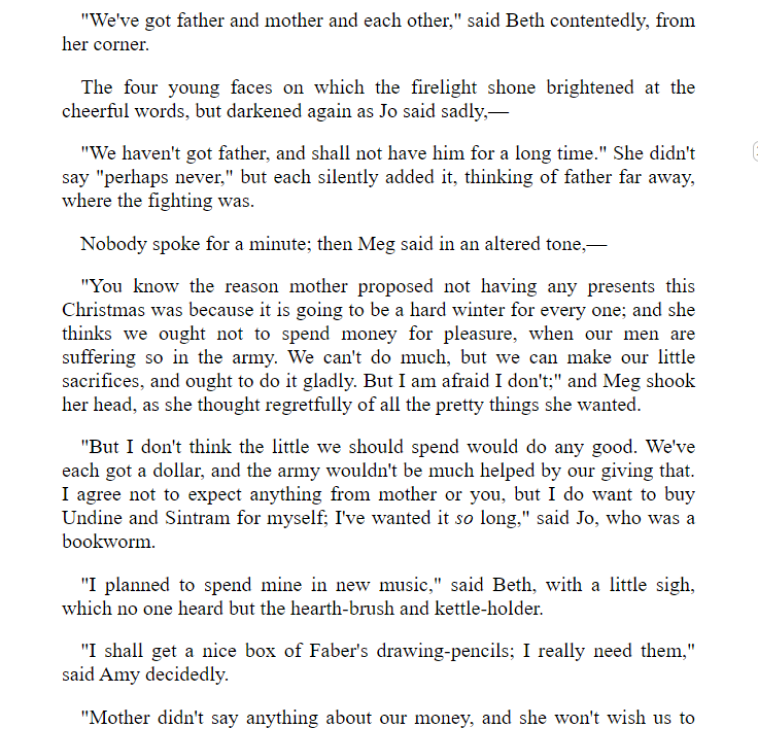 "We've got father and mother and each other," said Beth contentedly, from
her corner.
The four young faces on which the firelight shone brightened at the
cheerful words, but darkened again as Jo said sadly,—
"We haven't got father, and shall not have him for a long time." She didn't
say "perhaps never," but each silently added it, thinking of father far away,
where the fighting was.
Nobody spoke for a minute; then Meg said in an altered tone,—
"You know the reason mother proposed not having any presents this
Christmas was because it is going to be a hard winter for every one; and she
thinks we ought not to spend money for pleasure, when our men are
suffering so in the army. We can't do much, but we can make our little
sacrifices, and ought to do it gladly. But I am afraid I don't;" and Meg shook
her head, as she thought regretfully of all the pretty things she wanted.
"But I don't think the little we should spend would do any good. We've
each got a dollar, and the army wouldn't be much helped by our giving that.
I agree not to expect anything from mother or you, but I do want to buy
Undine and Sintram for myself; I've wanted it so long," said Jo, who was a
bookworm.
"I planned to spend mine in new music," said Beth, with a little sigh,
which no one heard but the hearth-brush and kettle-holder.
"I shall get a nice box of Faber's drawing-pencils; I really need them,"
said Amy decidedly.
"Mother didn't say anything about our money, and she won't wish us to